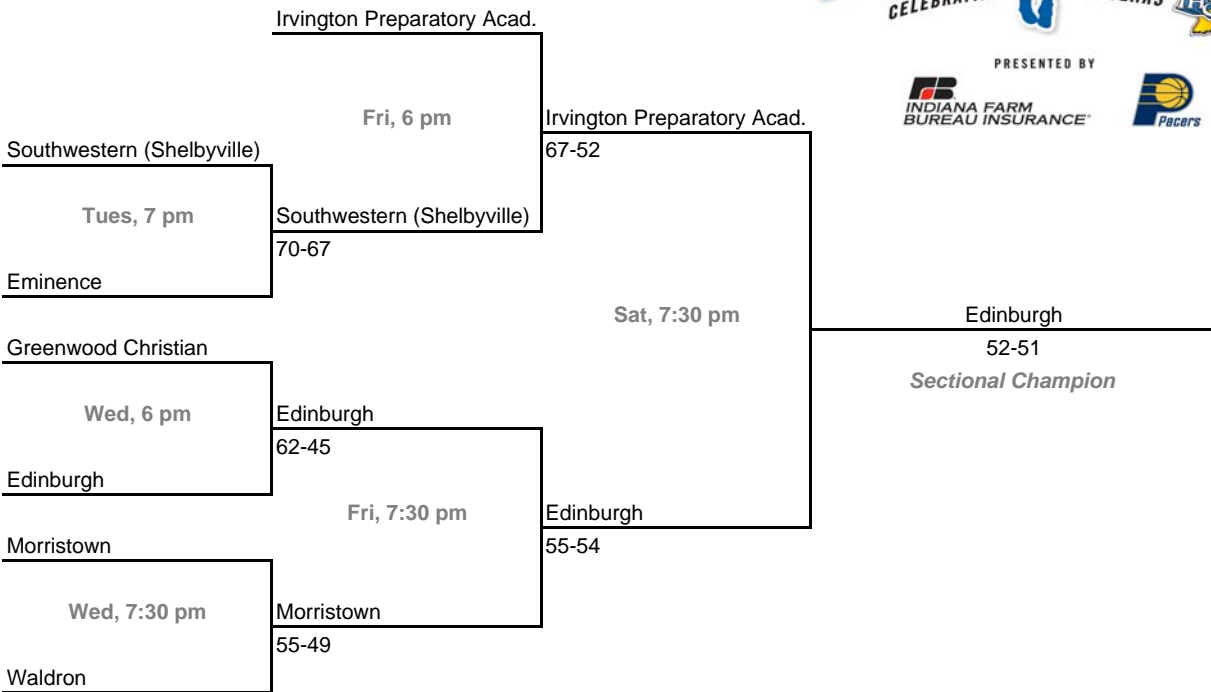 PRESENTED BY
INDIANA FARM
BUREAU INSURANCE
Pacers
Irvington Preparatory Acad.
Fri, 6 pm
Irvington Preparatory Acad.
67-52
Southwestern (Shelbyville)
Tues, 7 pm
Southwestern (Shelbyville)
70-67
Eminence
Sat, 7:30 pm
Edinburgh
52-51
Sectional Champion
Greenwood Christian
Wed, 6 pm
Edinburgh
62-45
Edinburgh
Fri, 7:30 pm
Edinburgh
55-54
Morristown
Wed, 7:30 pm
Morristown
55-49
Waldron